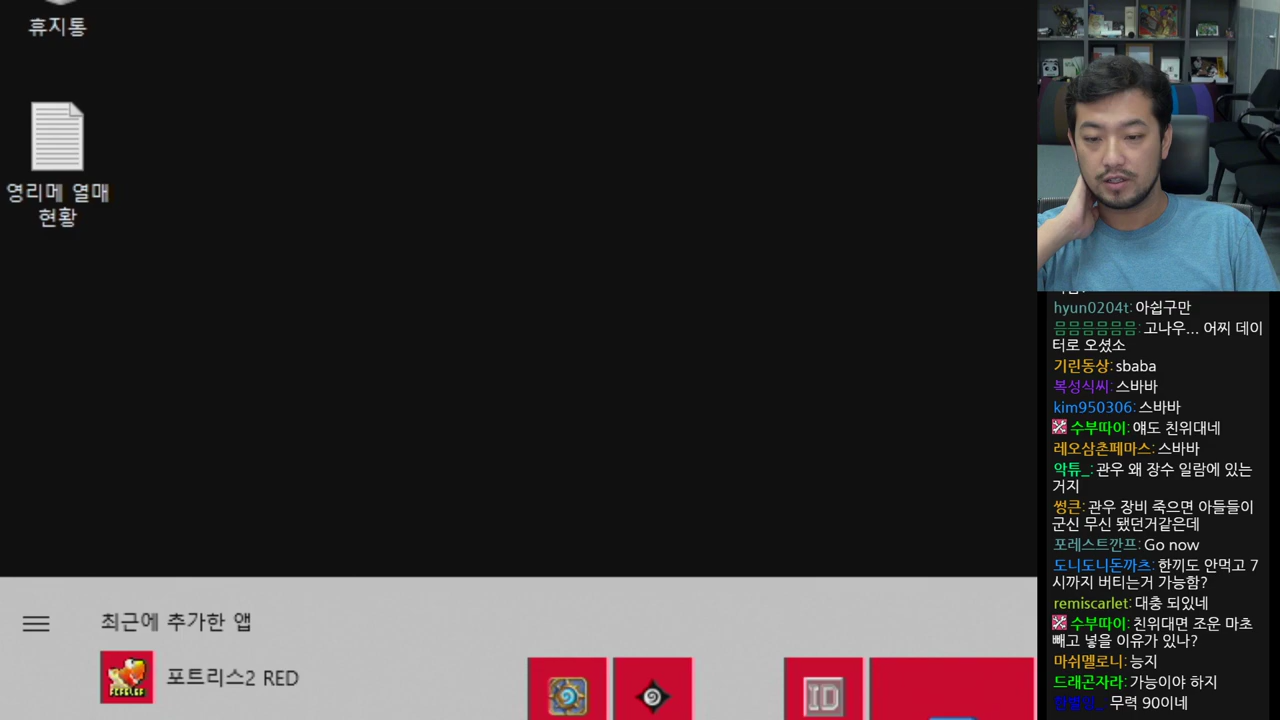 휴지통
영리메 열매
현황
최근에 추가한 앱
포트리스2 RED
ID
hyun0204t: 아쉽구만
믐믐믐믐믐믐: 고나우... 어찌 데이
터로 오셨소
기린동상: sbaba
복성식씨: 스바바
kim950306: 스바바
수부따이: 얘도 친위대네
레오삼촌폐마스: 스바바
악튜_: 관우 왜 장수 일람에 있는
거지
썽큰: 관우 장비 죽으면 아들들이
군신 무신 됐던거같은데
포레스트깐프: Go now
도니도니돈까츠: 한끼도 안먹고 7
시까지 버티는거 가능함?
remiscarlet: 대충 되있네
수부따이: 친위대면 조운 마초
빼고 넣을 이유가 있나?
마쉬멜로니: 능지
드래곤자라: 가능이야 하지
무력 90이네